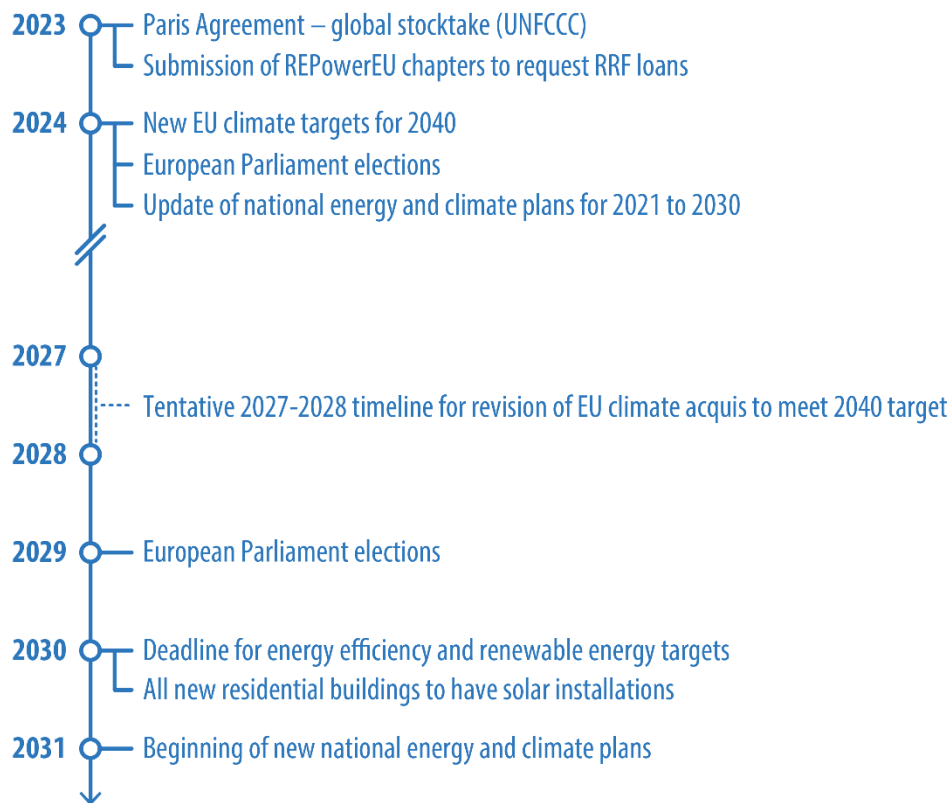 2023 Paris Agreement – global stocktake (UNFCCC)
Submission of REPowerEU chapters to request RRF loans
2024 New EU climate targets for 2040
European Parliament elections
Update of national energy and climate plans for 2021 to 2030
2027
Tentative 2027-2028 timeline for revision of EU climate acquis to meet 2040 target
2028
2029 European Parliament elections
2030 Deadline for energy efficiency and renewable energy targets
All new residential buildings to have solar installations
2031 Beginning of new national energy and climate plans